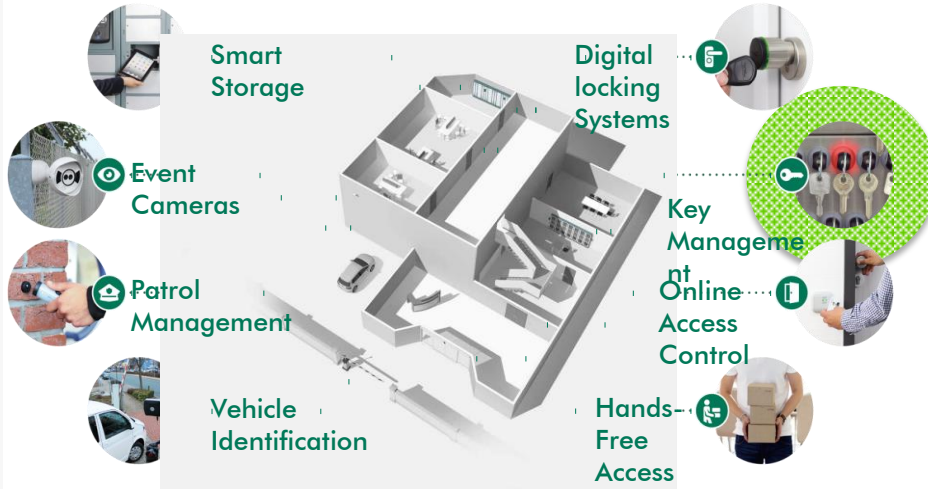 Smart
Storage
Digital
locking
Systems
Event
Cameras
Key
Manageme
nt
Patrol
Management
Online
Access
Control
Vehicle
Identification
Hands-
Free
Access